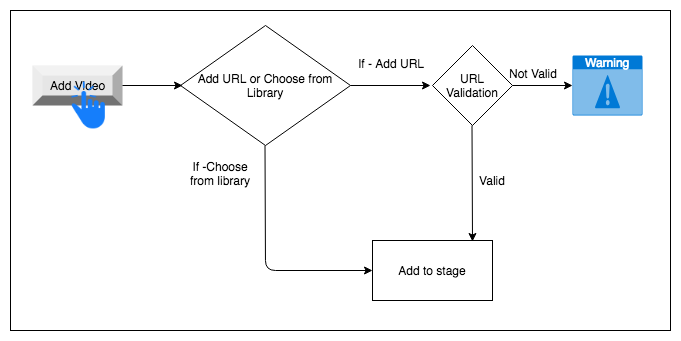 Add Video
Add URL or Choose from
Library
If - Add URL
URL
Validation
Not Valid
Warning
If -Choose
from library
Valid
Add to stage